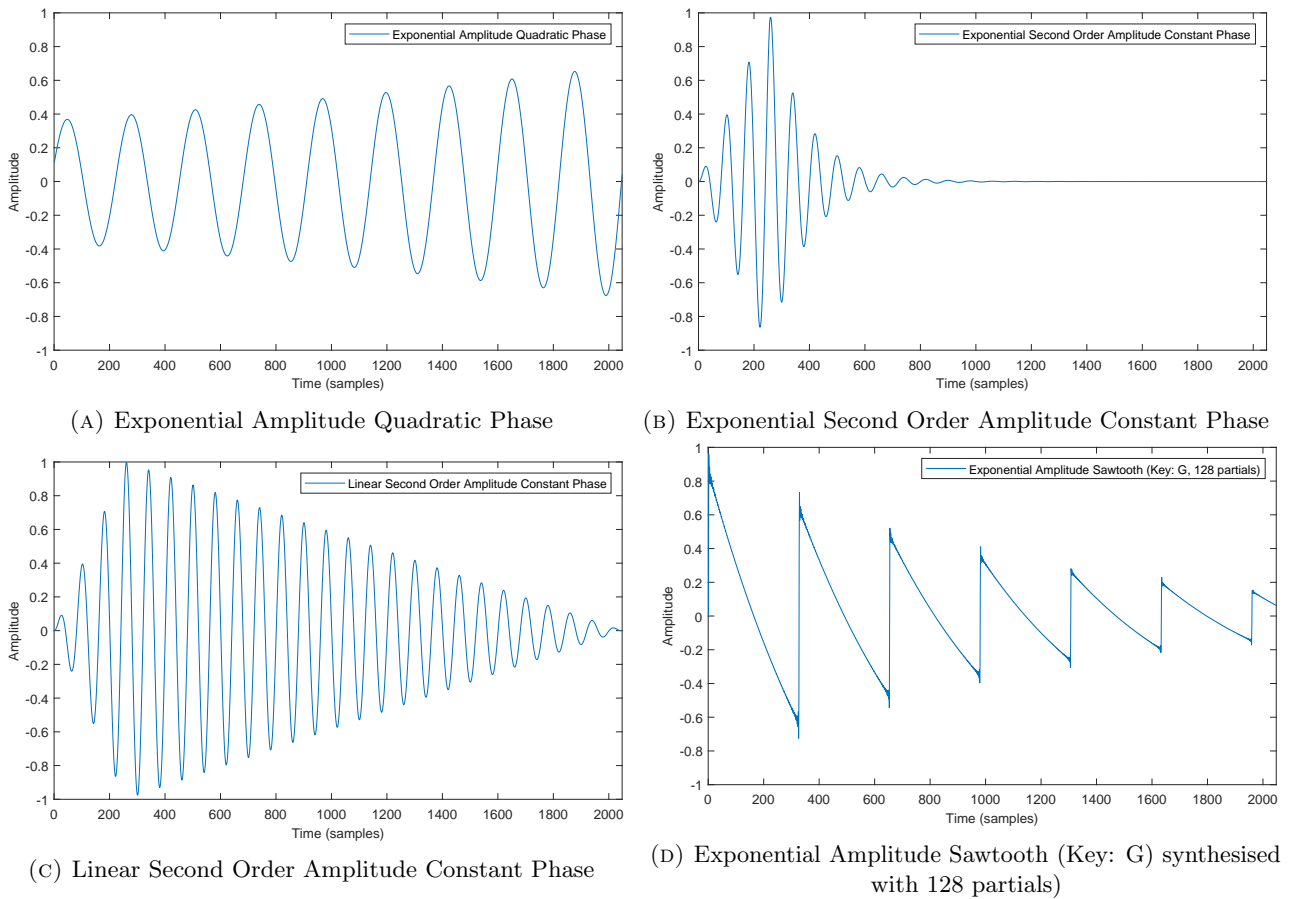 1
0.8
0.6
0.4
0.2
0
-0.2
-0.4
-0.6
-0.8
-1
Amplitude
Exponential Amplitude Quadratic Phase
0 200 400 600 800 1000 1200 1400 1600 1800 2000
Time (samples)
(A) Exponential Amplitude Quadratic Phase
1
0.8
0.6
0.4
0.2
0
-0.2
-0.4
-0.6
-0.8
-1
Amplitude
Exponential Second Order Amplitude Constant Phase
0 200 400 600 800 1000 1200 1400 1600 1800 2000
Time (samples)
(B) Exponential Second Order Amplitude Constant Phase
1
0.8
0.6
0.4
0.2
0
-0.2
-0.4
-0.6
-0.8
-1
Amplitude
Linear Second Order Amplitude Constant Phase
0 200 400 600 800 1000 1200 1400 1600 1800 2000
Time (samples)
(C) Linear Second Order Amplitude Constant Phase
1
0.8
0.6
0.4
0.2
0
-0.2
-0.4
-0.6
-0.8
-1
Amplitude
Exponential Amplitude Sawtooth (Key: G, 128 partials)
0 200 400 600 800 1000 1200 1400 1600 1800 2000
Time (samples)
(D) Exponential Amplitude Sawtooth (Key: G) synthesised
with 128 partials)